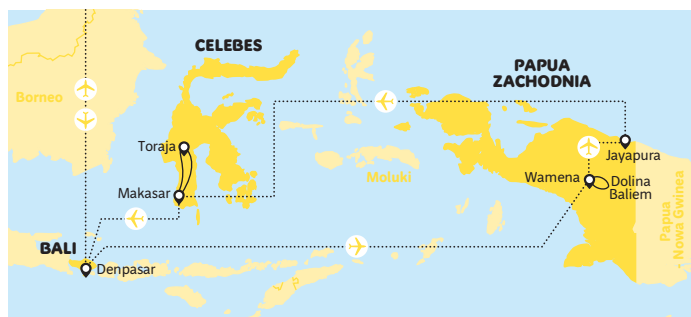 CELEBES
PAPUA
ZACHODNIA
Borneo
Toraja
Jayapura
Moluki
Wamena
Dolina
Baliem
Makasar
Papua
- Nowa Gwinea
BALI
Denpasar